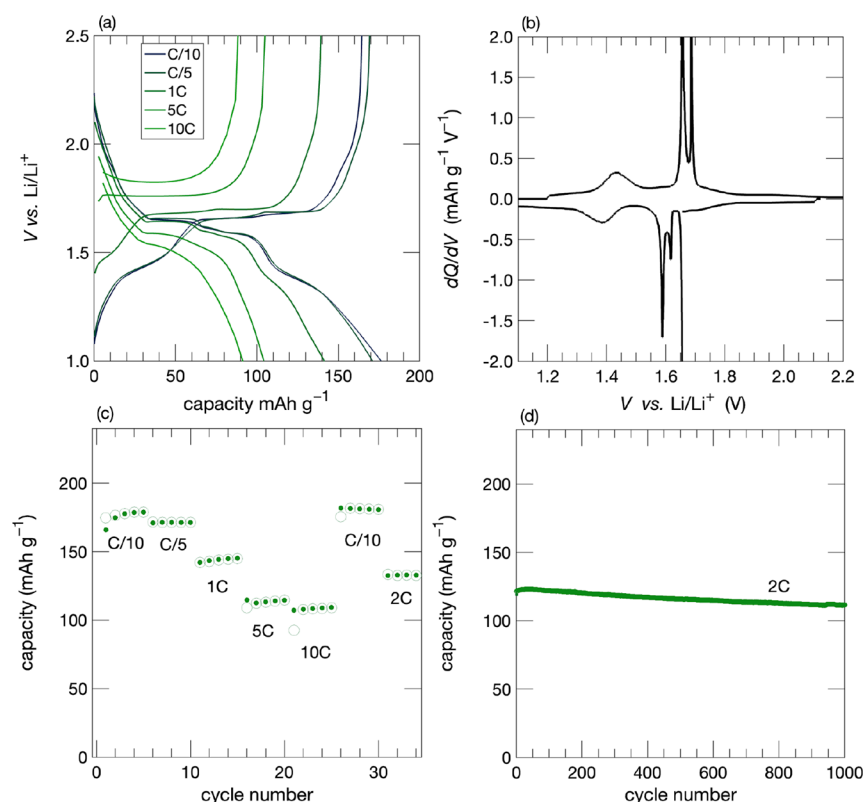 (a)
2.5
2.0
1.5
1.0
V vs. Li/Li⁺
C/10
C/5
1C
5C
10C
0 50 100 150 200
capacity mAh g⁻¹
(b)
2.0
1.5
1.0
0.5
0.0
-0.5
-1.0
-1.5
-2.0
dQ/dV (mAh g⁻¹ V⁻¹)
1.2 1.4 1.6 1.8 2.0 2.2
V vs. Li/Li⁺ (V)
(c)
200
150
100
50
0
capacity (mAh g⁻¹)
C/10
C/5
1C
5C
10C
C/10
2C
0 10 20 30
cycle number
(d)
200
150
100
50
0
capacity (mAh g⁻¹)
2C
0 200 400 600 800 1000
cycle number